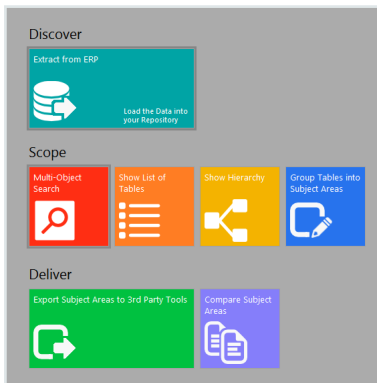 Discover
Extract from ERP
Load the Data into
your Repository
Scope
Multi-Object
Search
Show List of
Tables
Show Hierarchy
Group Tables into
Subject Areas
Deliver
Export Subject Areas to 3rd Party Tools
Compare Subject
Areas